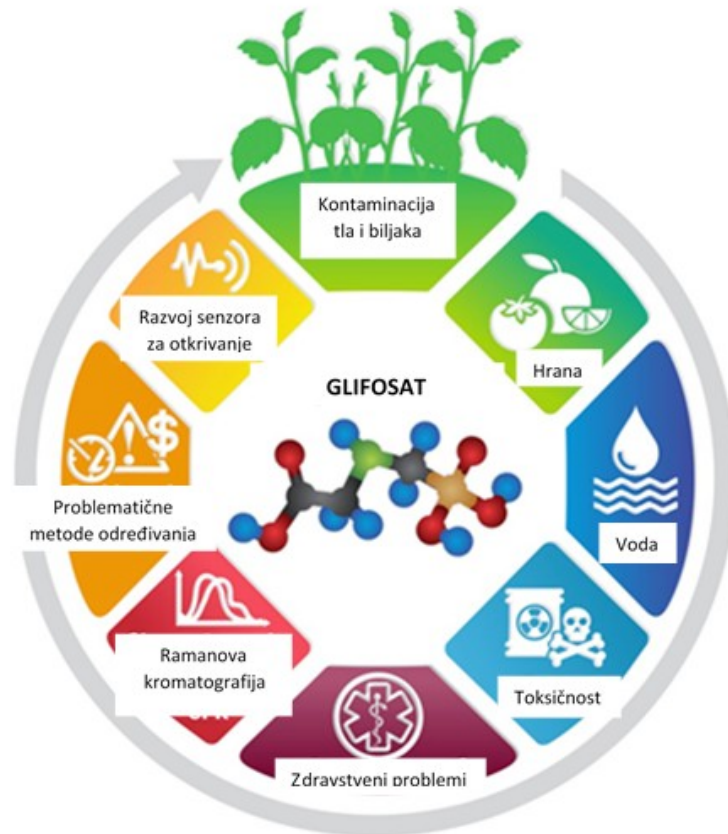 Kontaminacija
tla i biljaka
Razvoj senzora
za otkrivanje
Hrana
GLIFOSAT
$
Problematične
metode određivanja
Voda
Ramanova
kromatografija
Toksičnost
Zdravstveni problemi